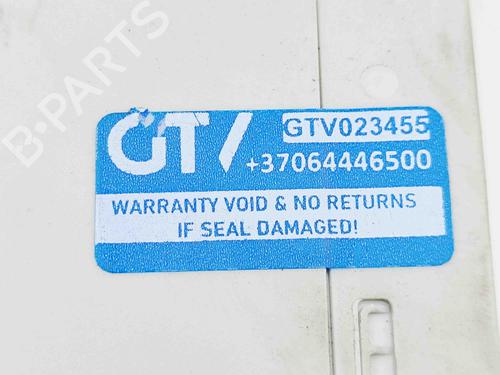 B-PARTS
GTV
GTV023455
+37064446500
WARRANTY VOID & NO RETURNS
IF SEAL DAMAGED!